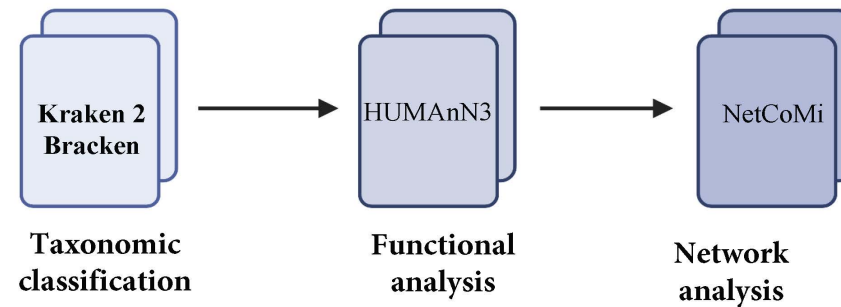 Kraken 2
Bracken
HUMAnN3
NetCoMi
Taxonomic
classification
Functional
analysis
Network
analysis